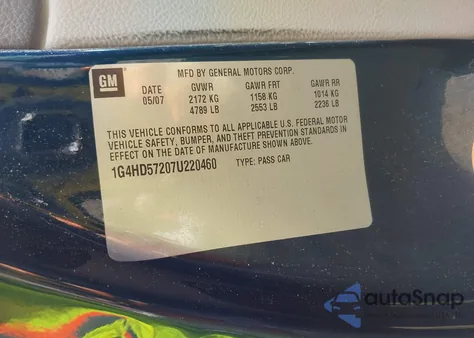 GM
MFD BY GENERAL MOTORS CORP.
DATE GVWR GAWR FRT GAWR RR
05/07 2172 KG 1158 KG 1014 KG
4789 LB 2553 LB 2236 LB
THIS VEHICLE CONFORMS TO ALL APPLICABLE U.S. FEDERAL MOTOR
VEHICLE SAFETY, BUMPER, AND THEFT PREVENTION STANDARDS IN
EFFECT ON THE DATE OF MANUFACTURE SHOWN ABOVE.
1G4HD57207U220460 TYPE: PASS CAR
autoSnap